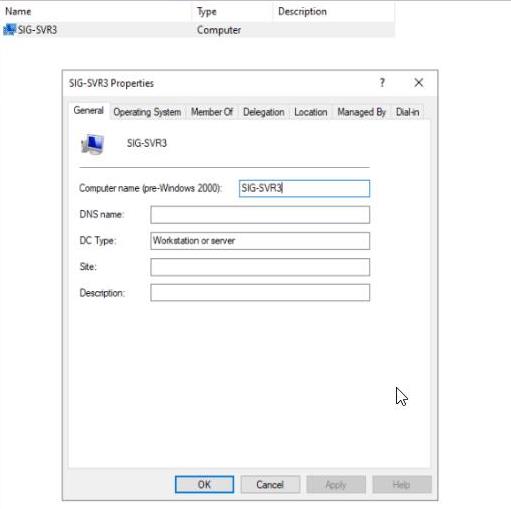 Name Type Description
SIG-SVR3 Computer
SIG-SVR3 Properties ? ×
General Operating System Member Of Delegation Location Managed By Dial-in
SIG-SVR3
Computer name (pre-Windows 2000): SIG-SVR3
DNS name:
DC Type: Workstation or server
Site:
Description:
OK Cancel Apply Help